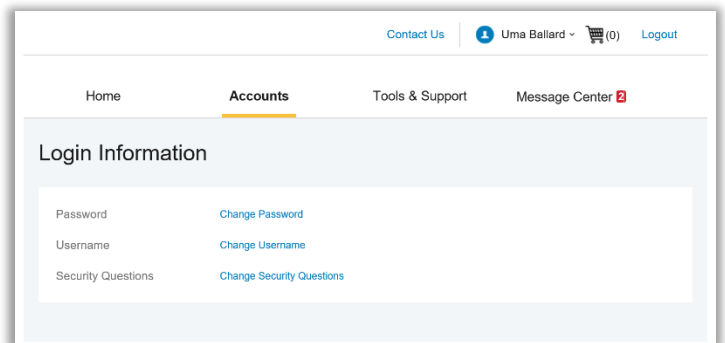 Contact Us Uma Ballard (0) Logout
Home Accounts Tools & Support Message Center 2
Login Information
Password Change Password
Username Change Username
Security Questions Change Security Questions